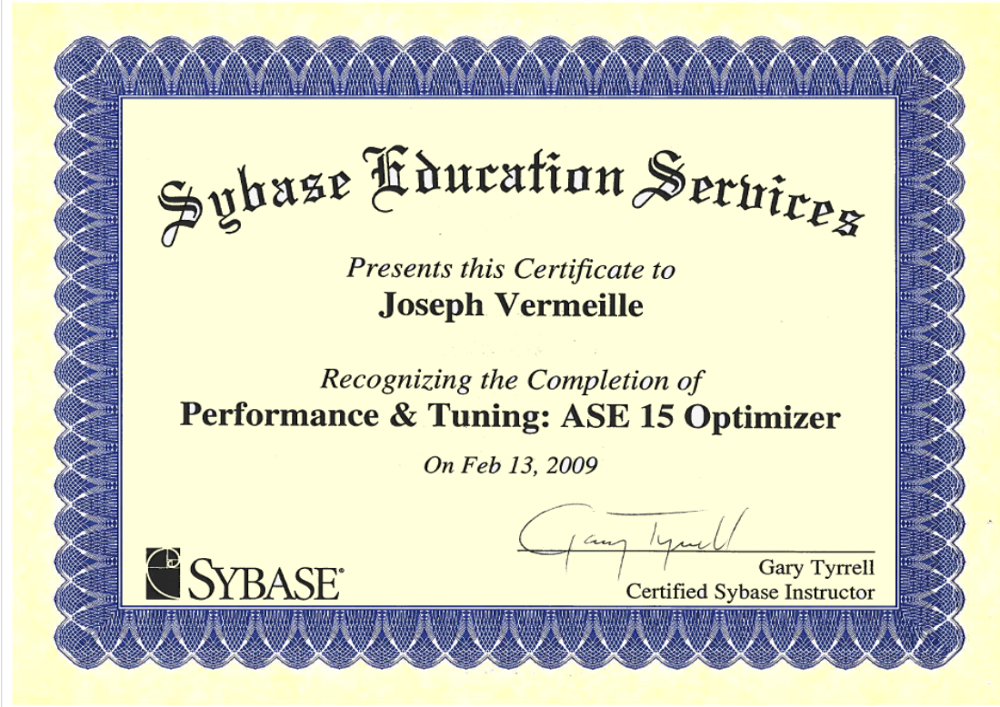 Sybase Education Services
Presents this Certificate to
Joseph Vermeille
Recognizing the Completion of
Performance & Tuning: ASE 15 Optimizer
On Feb 13, 2009
Gary Tyrrell
Gary Tyrrell
Certified Sybase Instructor
SYBASE®